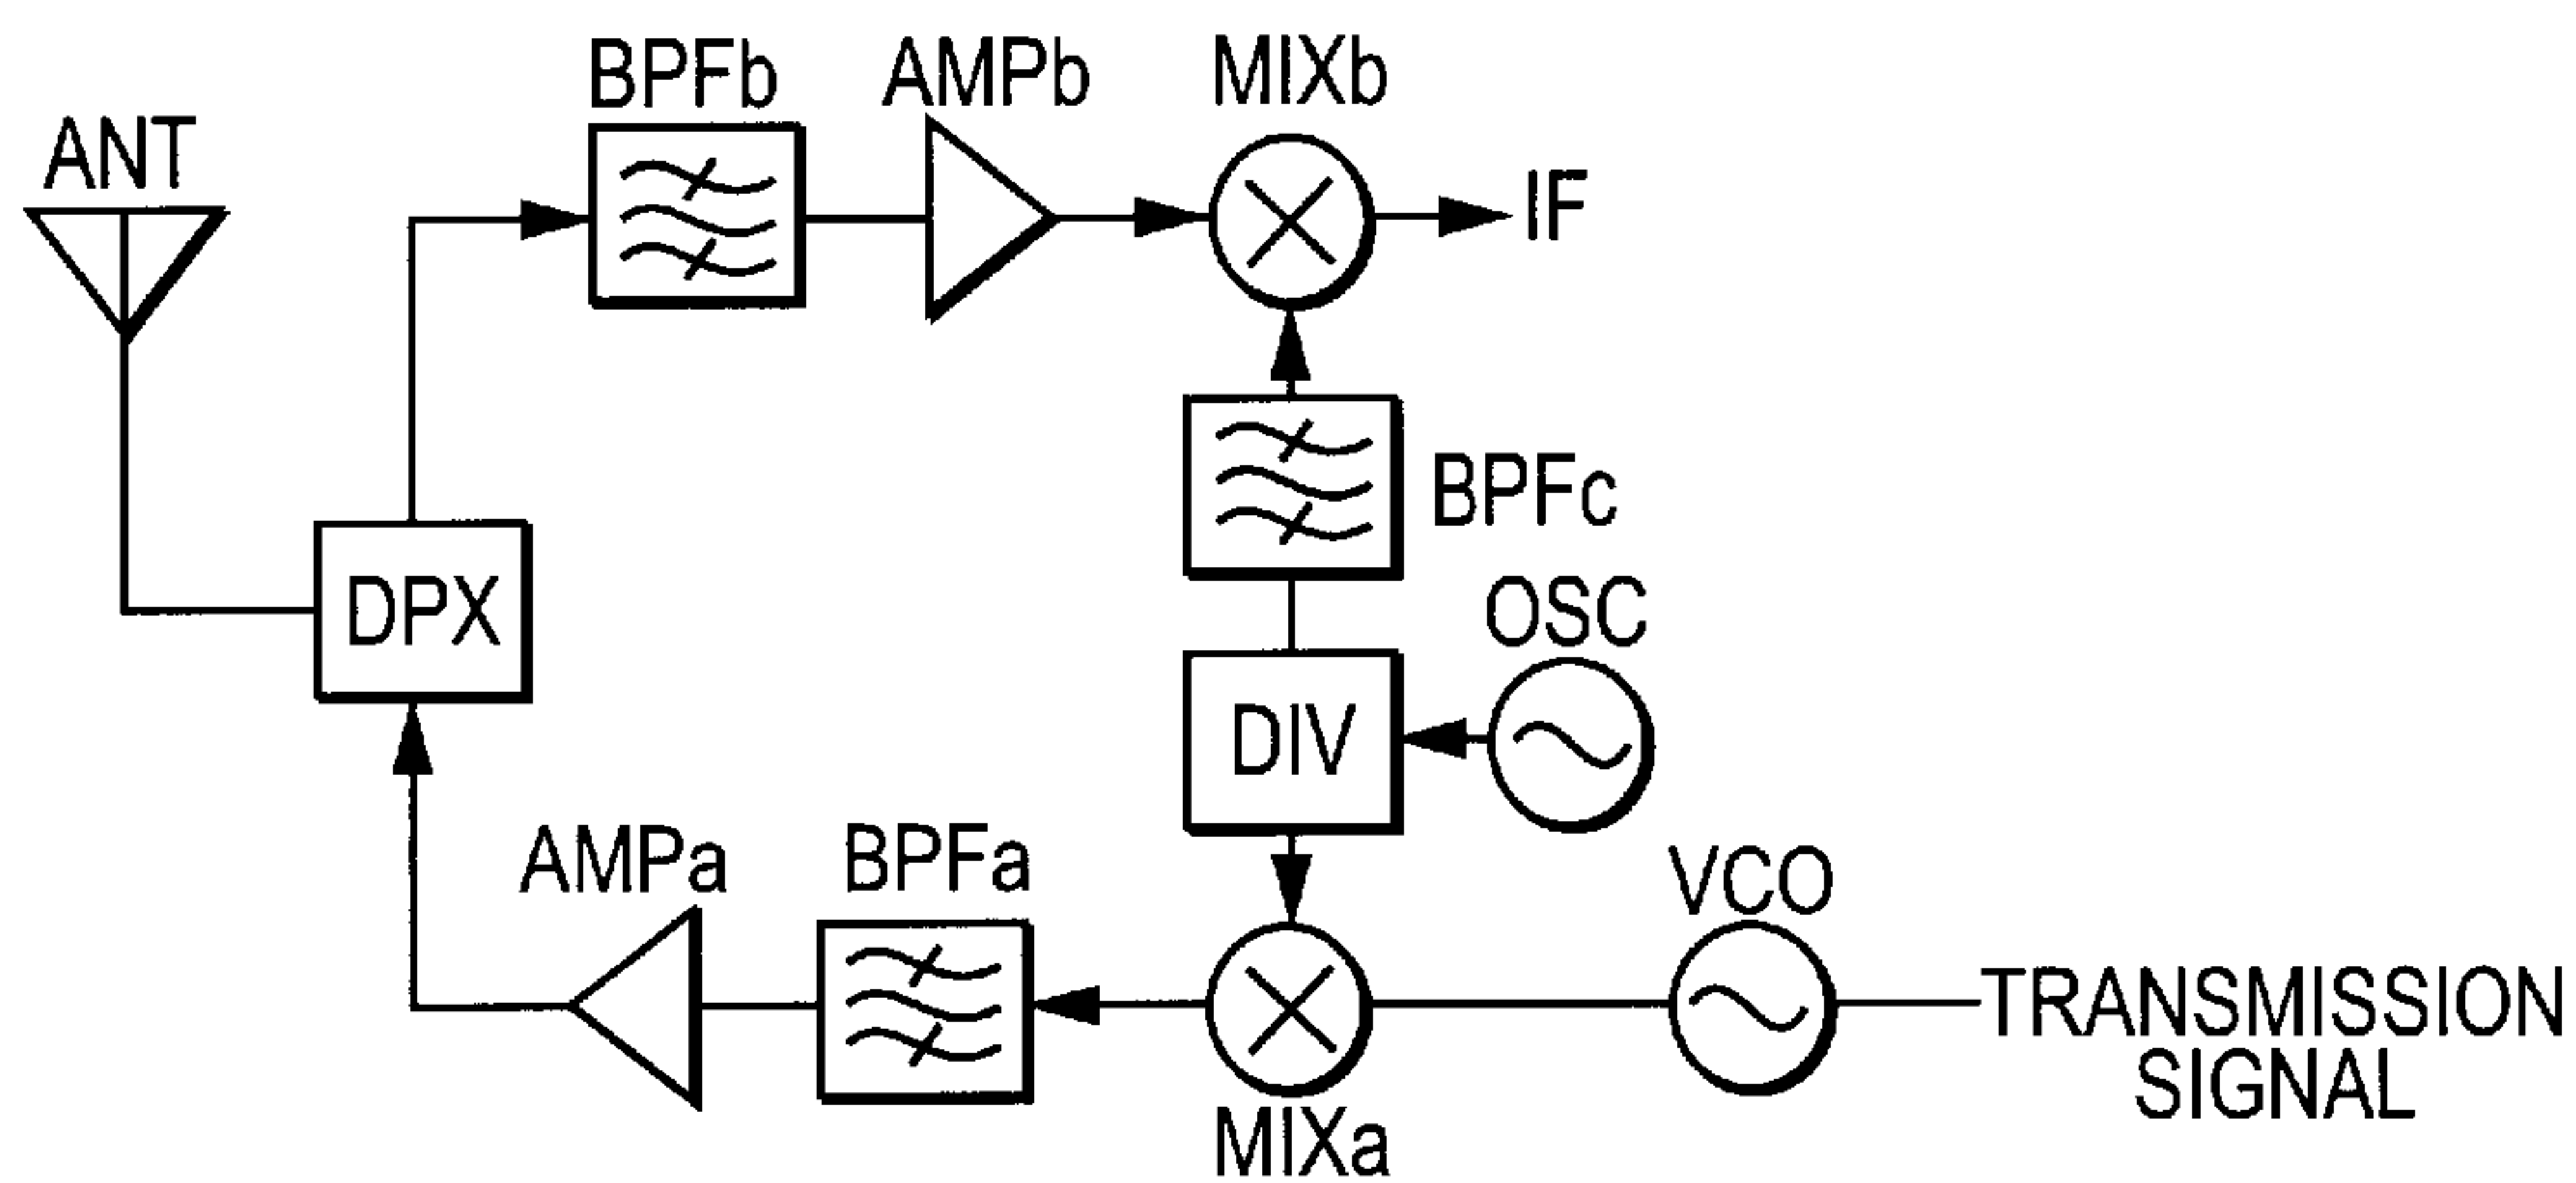 ANT
BPFb
AMPb
MIXb
IF
BPFc
DPX
OSC
DIV
AMPa
BPFa
VCO
MIXa
TRANSMISSION
SIGNAL